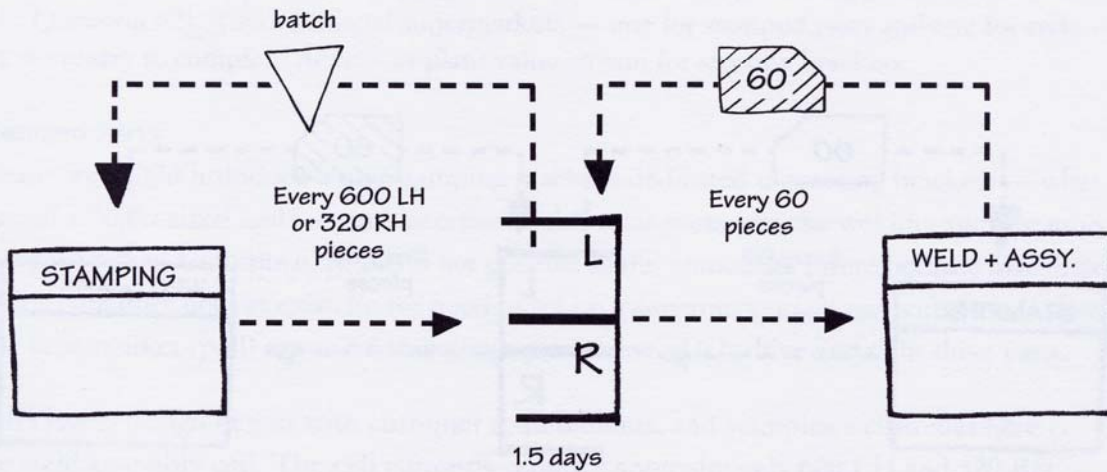 batch
60
Every 600 LH
or 320 RH
pieces
Every 60
pieces
STAMPING
L
WELD + ASSY.
R
1.5 days